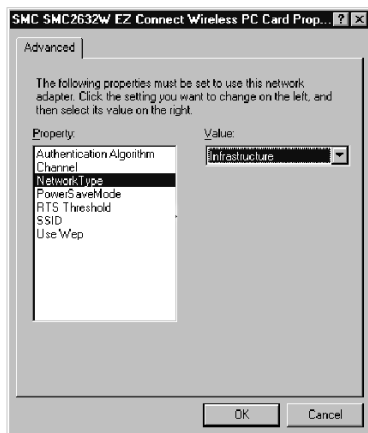 SMC SMC2632W EZ Connect Wireless PC Card Prop...
Advanced
The following properties must be set to use this network
adapter. Click the setting you want to change on the left, and
then select its value on the right.
Property:
Value:
Authentication Algorithm
Channel
NetworkType
PowerSaveMode
RTS Threshold
SSID
Use Wep
Infrastructure
OK
Cancel